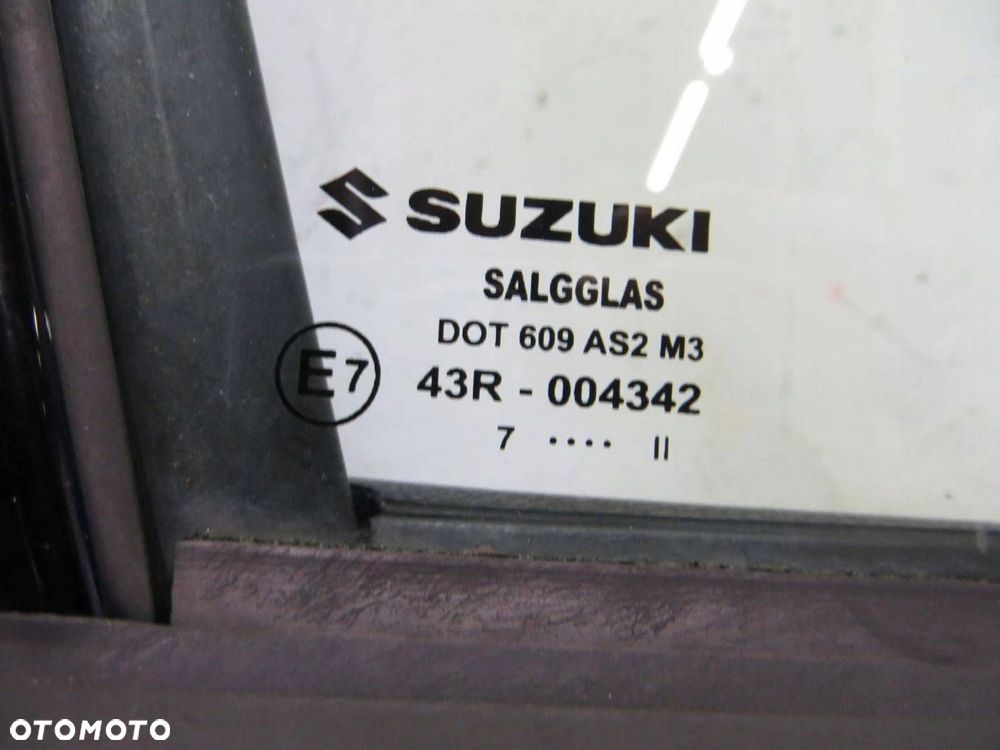 SUZUKI
SALGGLAS
DOT 609 AS2 M3
E7 43R - 004342
7 •••• II
OTOMOTO